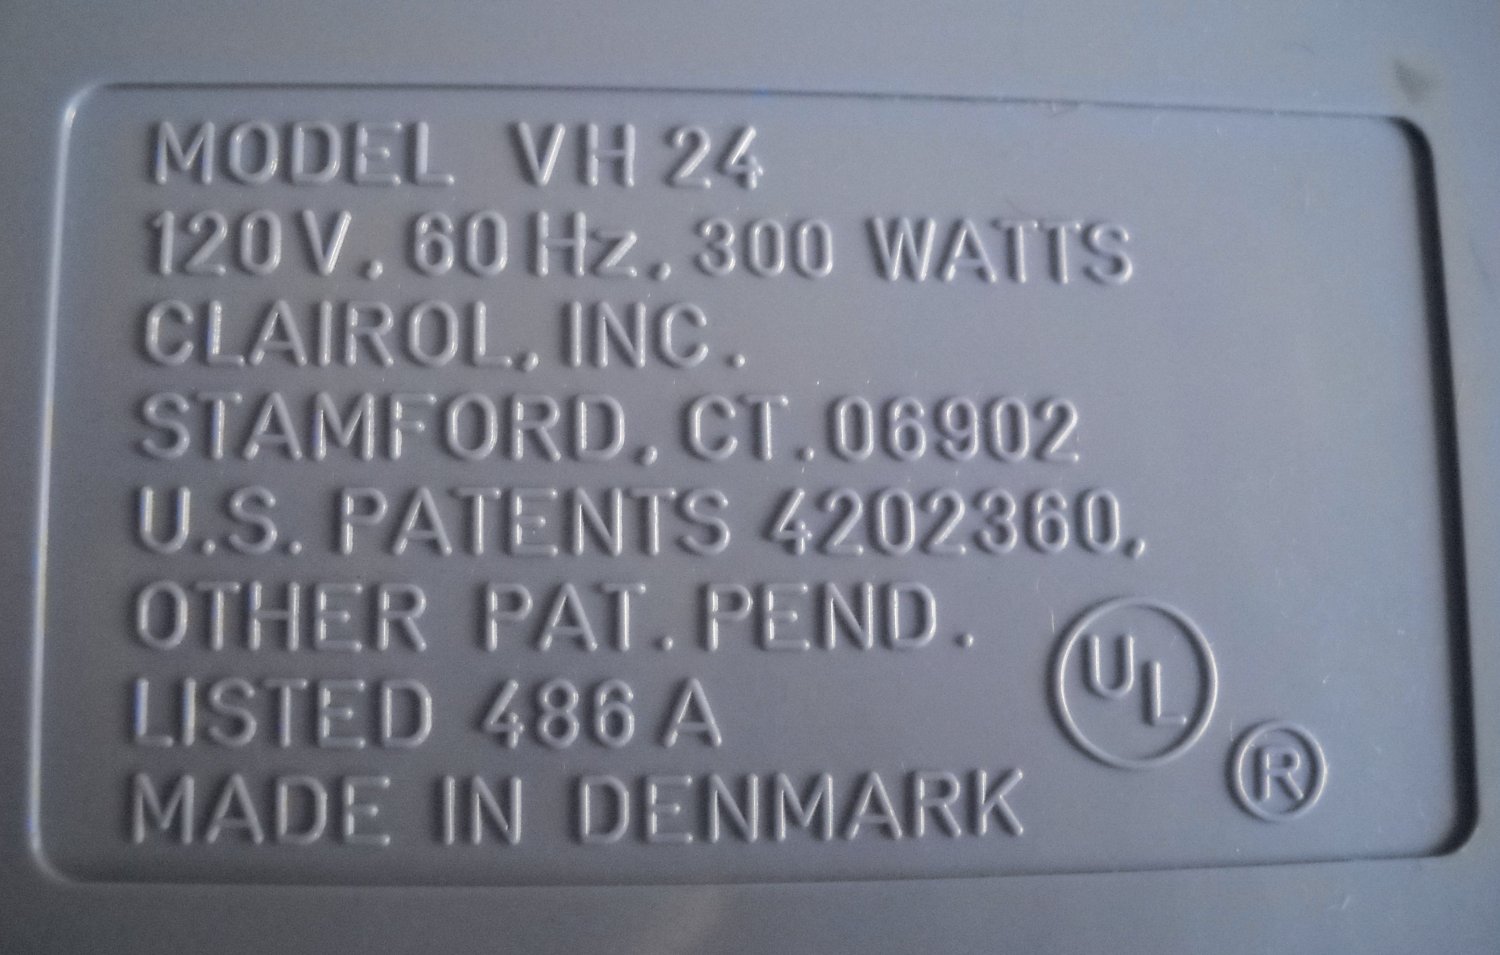 MODEL VH 24
120 V. 60 Hz. 300 WATTS
CLAIROL, INC.
STAMFORD, CT. 06902
U.S. PATENTS 4202360,
OTHER PAT. PEND.
LISTED 486 A
MADE IN DENMARK
UL
®